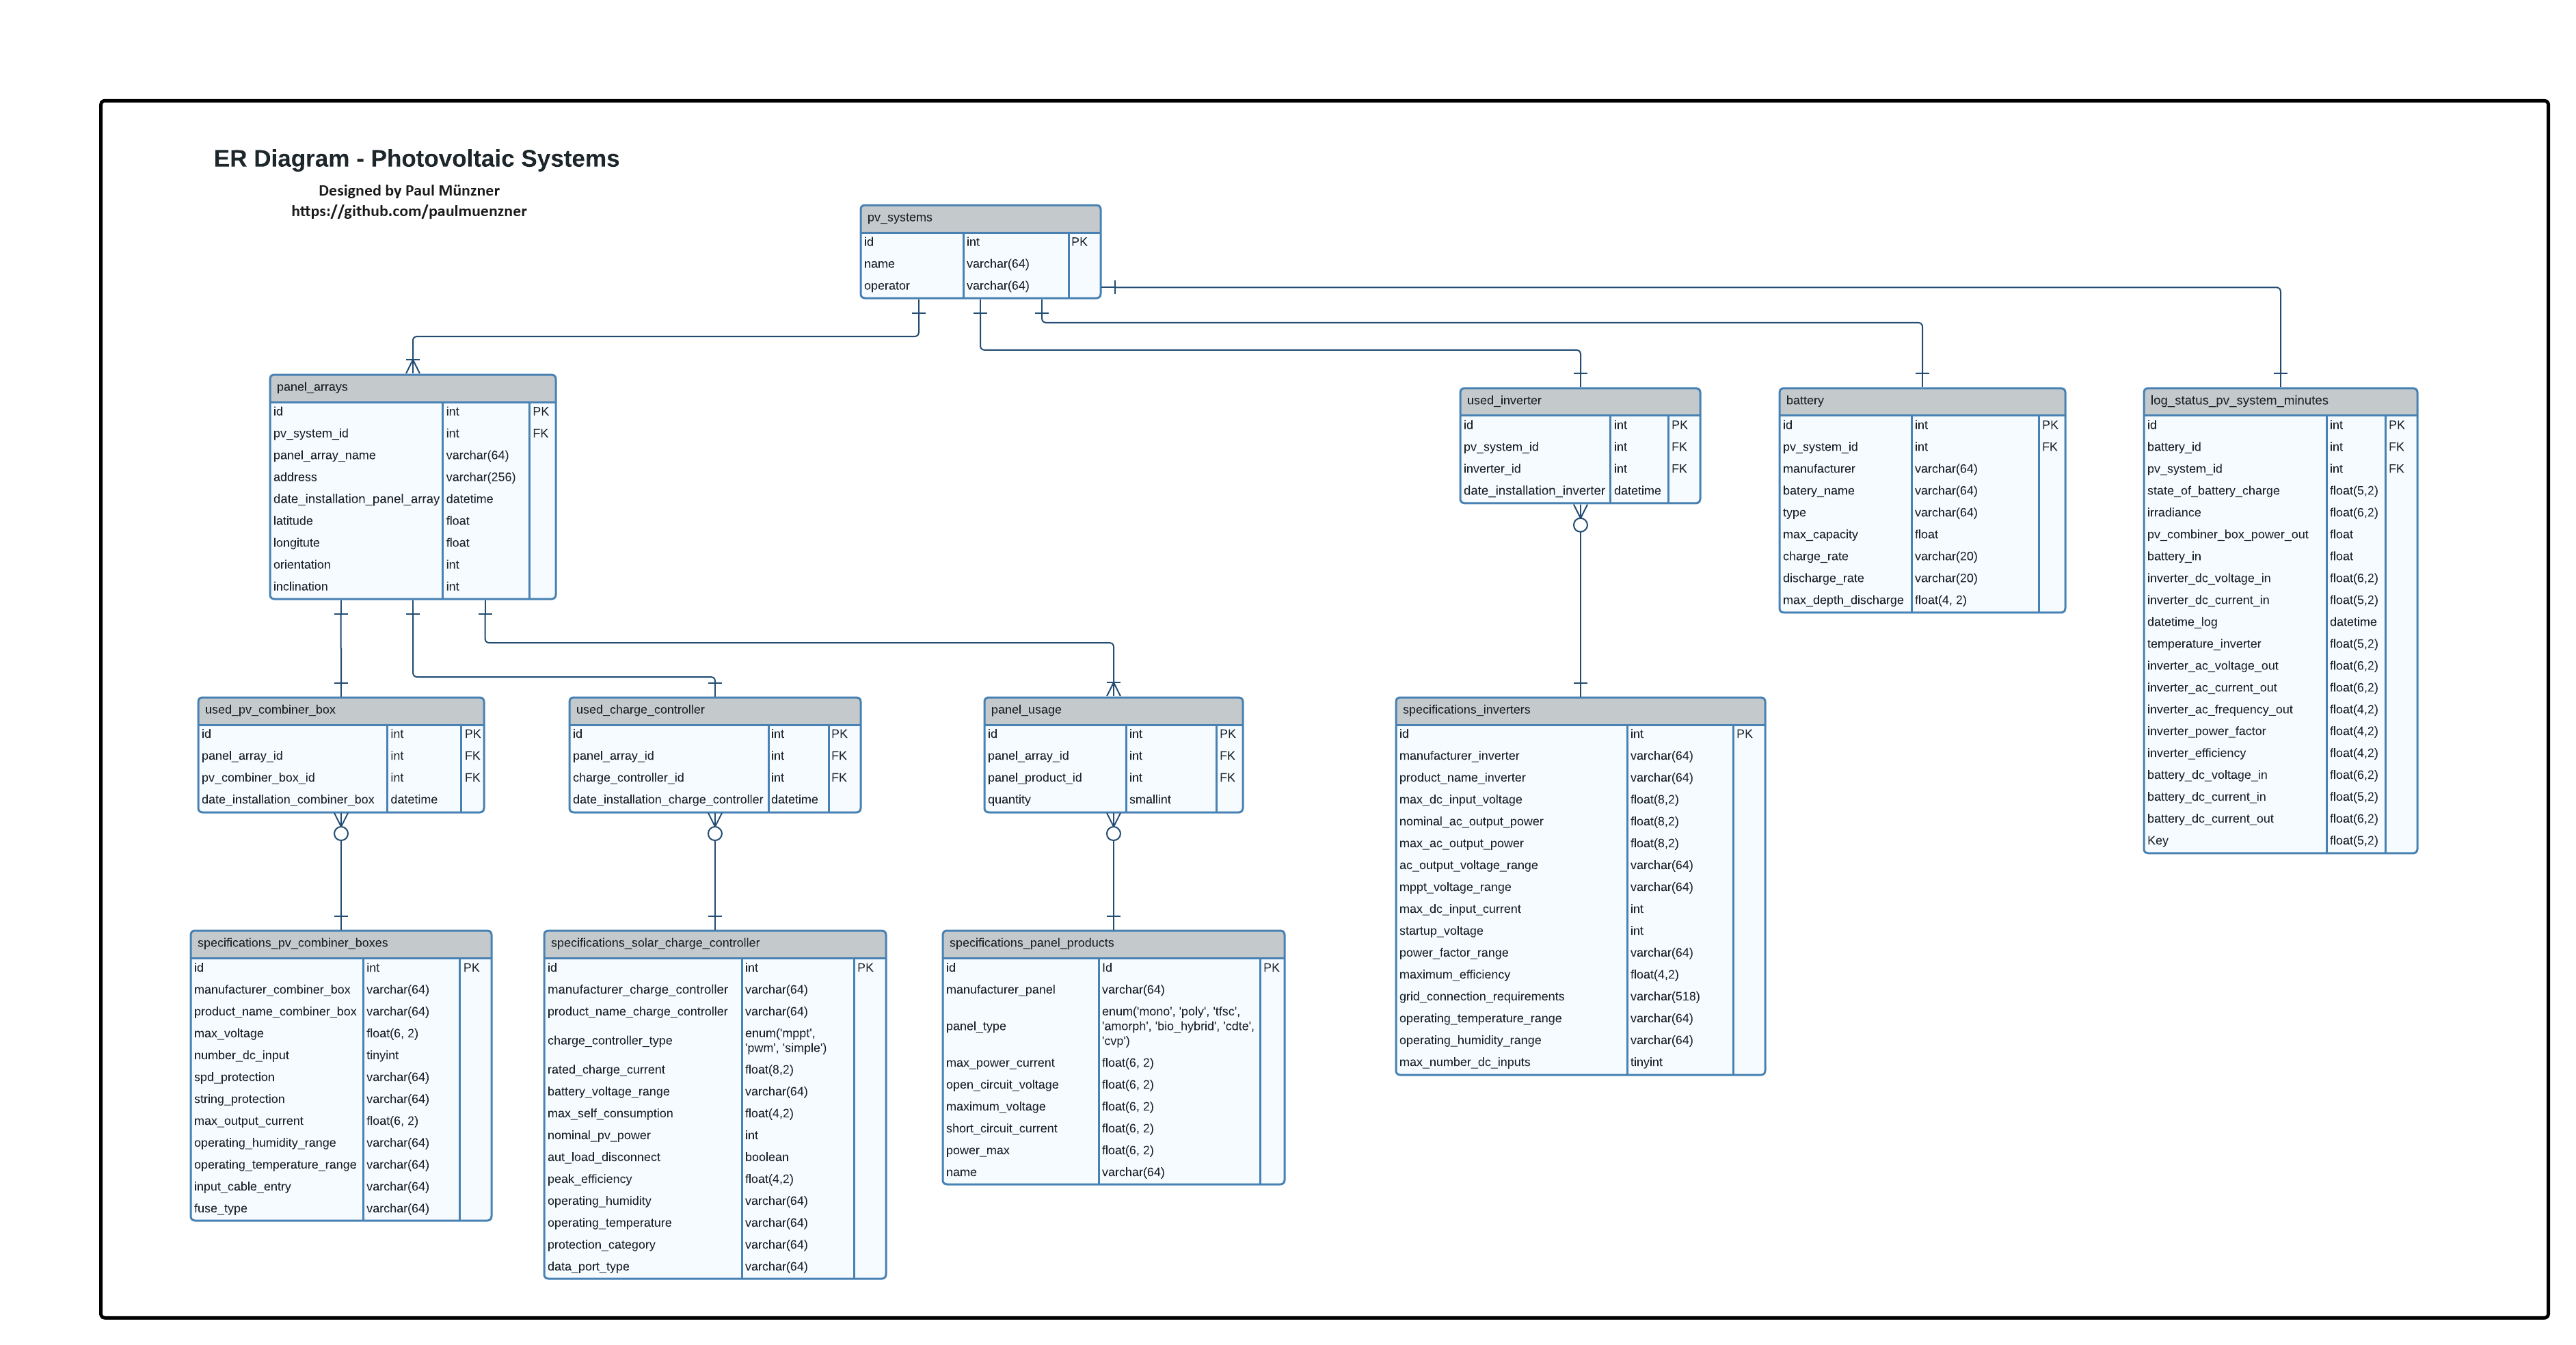 ER Diagram - Photovoltaic Systems
Designed by Paul Münzner
https://github.com/paulmuenzner
pv_systems
id int PK
name varchar(64)
operator varchar(64)
panel_arrays
id int PK
pv_system_id int FK
panel_array_name varchar(64)
address varchar(256)
date_installation_panel_array datetime
latitude float
longitute float
orientation int
inclination int
used_inverter
id int PK
pv_system_id int FK
inverter_id int FK
date_installation_inverter datetime
battery
id int PK
pv_system_id int FK
manufacturer varchar(64)
batery_name varchar(64)
type varchar(64)
max_capacity float
charge_rate varchar(20)
discharge_rate varchar(20)
max_depth_discharge float(4, 2)
log_status_pv_system_minutes
id int PK
battery_id int FK
pv_system_id int FK
state_of_battery_charge float(5,2)
irradiance float(6,2)
pv_combiner_box_power_out float
battery_in float
inverter_dc_voltage_in float(6,2)
inverter_dc_current_in float(5,2)
datetime_log datetime
temperature_inverter float(5,2)
inverter_ac_voltage_out float(6,2)
inverter_ac_current_out float(6,2)
inverter_ac_frequency_out float(4,2)
inverter_power_factor float(4,2)
inverter_efficiency float(4,2)
battery_dc_voltage_in float(6,2)
battery_dc_current_in float(5,2)
battery_dc_current_out float(6,2)
Key float(5,2)
used_pv_combiner_box
id int PK
panel_array_id int FK
pv_combiner_box_id int FK
date_installation_combiner_box datetime
used_charge_controller
id int PK
panel_array_id int FK
charge_controller_id int FK
date_installation_charge_controller datetime
panel_usage
id int PK
panel_array_id int FK
panel_product_id int FK
quantity smallint
specifications_inverters
id int PK
manufacturer_inverter varchar(64)
product_name_inverter varchar(64)
max_dc_input_voltage float(8,2)
nominal_ac_output_power float(8,2)
max_ac_output_power float(8,2)
ac_output_voltage_range varchar(64)
mppt_voltage_range varchar(64)
max_dc_input_current int
startup_voltage int
power_factor_range varchar(64)
maximum_efficiency float(4,2)
grid_connection_requirements varchar(518)
operating_temperature_range varchar(64)
operating_humidity_range varchar(64)
max_number_dc_inputs tinyint
specifications_pv_combiner_boxes
id int PK
manufacturer_combiner_box varchar(64)
product_name_combiner_box varchar(64)
max_voltage float(6, 2)
number_dc_input tinyint
spd_protection varchar(64)
string_protection varchar(64)
max_output_current float(6, 2)
operating_humidity_range varchar(64)
operating_temperature_range varchar(64)
input_cable_entry varchar(64)
fuse_type varchar(64)
specifications_solar_charge_controller
id int PK
manufacturer_charge_controller varchar(64)
product_name_charge_controller varchar(64)
charge_controller_type enum('mppt',
'pwm', 'simple')
rated_charge_current float(8,2)
battery_voltage_range varchar(64)
max_self_consumption float(4,2)
nominal_pv_power int
aut_load_disconnect boolean
peak_efficiency float(4,2)
operating_humidity varchar(64)
operating_temperature varchar(64)
protection_category varchar(64)
data_port_type varchar(64)
specifications_panel_products
id Id PK
manufacturer_panel varchar(64)
enum('mono', 'poly', 'tfsc',
panel_type 'amorph', 'bio_hybrid', 'cdte',
'cvp')
max_power_current float(6, 2)
open_circuit_voltage float(6, 2)
maximum_voltage float(6, 2)
short_circuit_current float(6, 2)
power_max float(6, 2)
name varchar(64)